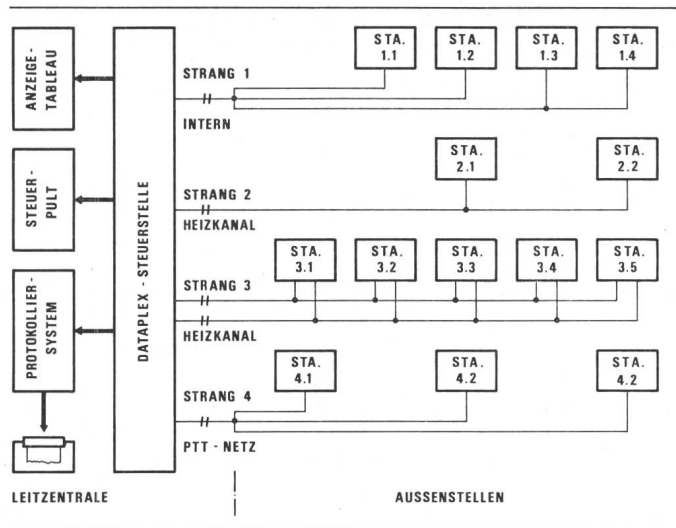 ANZEIGE-
TABLEAU
STEUER-
PULT
PROTOKOLLIER-
SYSTEM
DATAPLEX - STEUERSTELLE
STRANG 1
INTERN
STA.
1.1
STA.
1.2
STA.
1.3
STA.
1.4
STRANG 2
HEIZKANAL
STA.
2.1
STA.
2.2
STRANG 3
HEIZKANAL
STA.
3.1
STA.
3.2
STA.
3.3
STA.
3.4
STA.
3.5
STRANG 4
PTT - NETZ
STA.
4.1
STA.
4.2
STA.
4.2
LEITZENTRALE
AUSSENSTELLEN